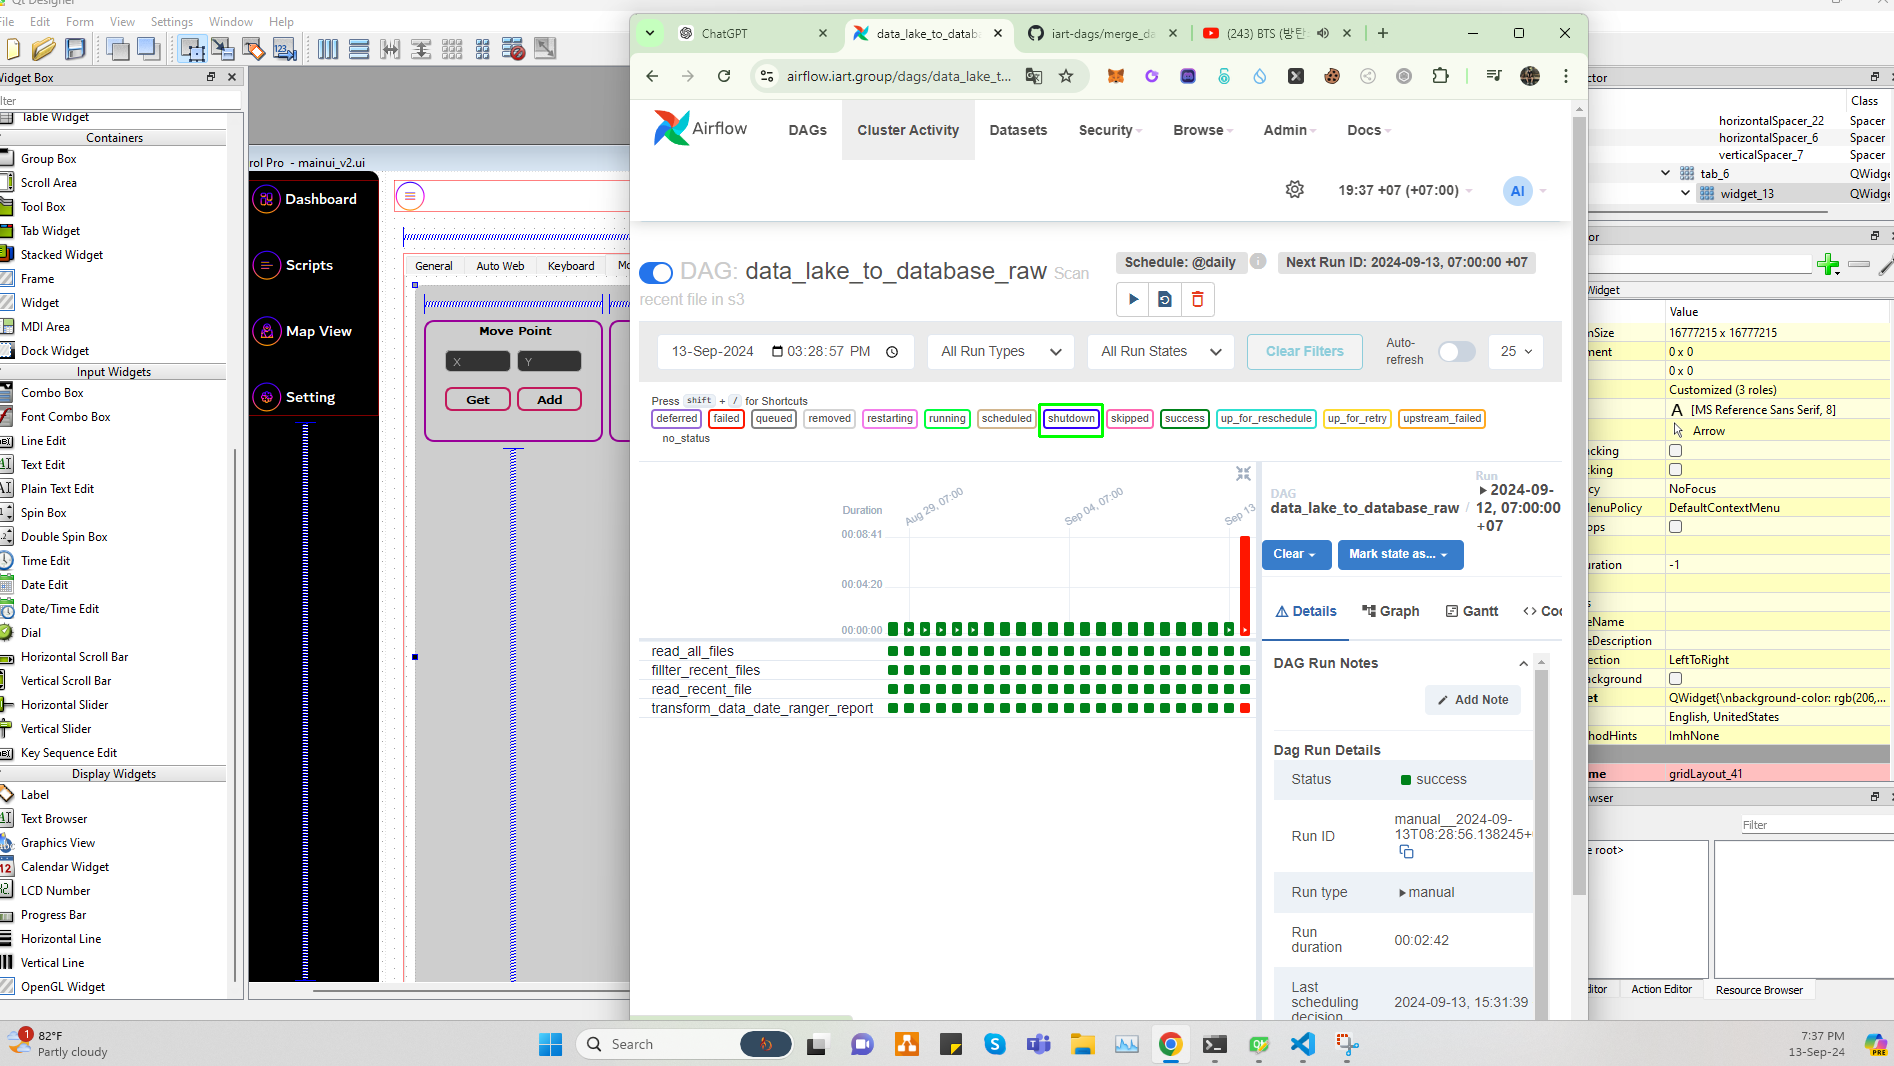 Qt Designer
File Edit Form View Settings Window Help
Widget Box
Table Widget
Containers
Group Box
Scroll Area
Tool Box
Tab Widget
Stacked Widget
Frame
Widget
MDI Area
Dock Widget
Input Widgets
Combo Box
Font Combo Box
Line Edit
Text Edit
Plain Text Edit
Spin Box
Double Spin Box
Time Edit
Date Edit
Date/Time Edit
Dial
Horizontal Scroll Bar
Vertical Scroll Bar
Horizontal Slider
Vertical Slider
Key Sequence Edit
Display Widgets
Label
Text Browser
Graphics View
Calendar Widget
LCD Number
Progress Bar
Horizontal Line
Vertical Line
OpenGL Widget
rol Pro - mainui_v2.ui
Dashboard
Scripts
Map View
Setting
General Auto Web Keyboard Mo
Move Point
X Y
Get Add
ChatGPT
data_lake_to_datab
iart-dags/merge_da
(243) BTS (방탄
airflow.iart.group/dags/data_lake_t...
Airflow
DAGs Cluster Activity Datasets Security Browse Admin Docs
19:37 +07 (+07:00)
AI
DAG: data_lake_to_database_raw Scan
recent file in s3
Schedule: @daily
Next Run ID: 2024-09-13, 07:00:00 +07
13-Sep-2024 03:28:57 PM
All Run Types
All Run States
Clear Filters
Auto-
refresh
25
Press shift + / for Shortcuts
deferred failed queued removed restarting running scheduled shutdown skipped success up_for_reschedule up_for_retry upstream_failed
no_status
Duration
Aug 29, 07:00
Sep 04, 07:00
Sep 13
00:08:41
00:04:20
00:00:00
read_all_files
fillter_recent_files
read_recent_file
transform_data_date_ranger_report
DAG
data_lake_to_database_raw /
Run
2024-09-
12, 07:00:00
+07
Clear
Mark state as...
Details Graph Gantt Coc
DAG Run Notes
Add Note
Dag Run Details
Status success
Run ID
manual__2024-09-
13T08:28:56.138245+
Run type manual
Run
duration
00:02:42
Last
scheduling
decision
2024-09-13, 15:31:39
ctor
Class
horizontalSpacer_22 Spacer
horizontalSpacer_6 Spacer
verticalSpacer_7 Spacer
tab_6 QWidge
widget_13 QWidge
or
Widget
Value
mSize 16777215 x 16777215
ment 0 x 0
0 x 0
Customized (3 roles)
A [MS Reference Sans Serif, 8]
Arrow
cking
king
cy NoFocus
MenuPolicy DefaultContextMenu
ops
uration -1
s
eName
eDescription
ection LeftToRight
ackground
et QWidget{\nbackground-color: rgb(206,...
English, UnitedStates
hodHints ImhNone
me gridLayout_41
wser
Filter
e root>
ditor Action Editor Resource Browser
1
82°F
Partly cloudy
Search
7:37 PM
13-Sep-24
PRE